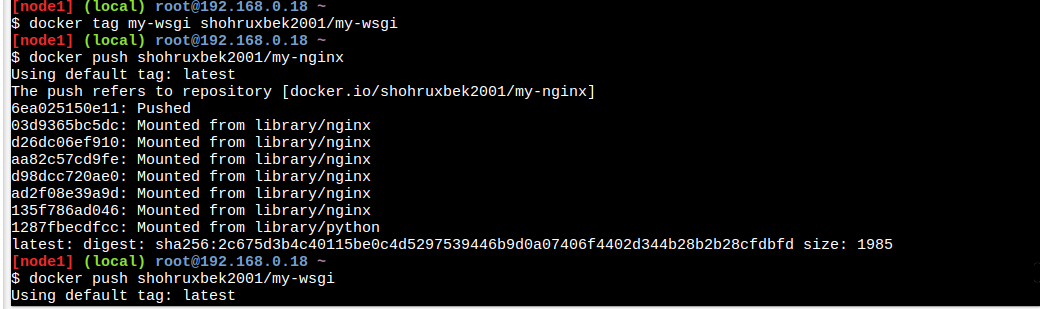 [node1] (local) root@192.168.0.18 ~
$ docker tag my-wsgi shohruxbek2001/my-wsgi
[node1] (local) root@192.168.0.18 ~
$ docker push shohruxbek2001/my-nginx
Using default tag: latest
The push refers to repository [docker.io/shohruxbek2001/my-nginx]
6ea025150e11: Pushed
03d9365bc5dc: Mounted from library/nginx
d26dc06ef910: Mounted from library/nginx
aa82c57cd9fe: Mounted from library/nginx
d98dcc720ae0: Mounted from library/nginx
ad2f08e39a9d: Mounted from library/nginx
135f786ad046: Mounted from library/nginx
1287fbecdfcc: Mounted from library/python
latest: digest: sha256:2c675d3b4c40115be0c4d5297539446b9d0a07406f4402d344b28b2b28cfdbfd size: 1985
[node1] (local) root@192.168.0.18 ~
$ docker push shohruxbek2001/my-wsgi
Using default tag: latest